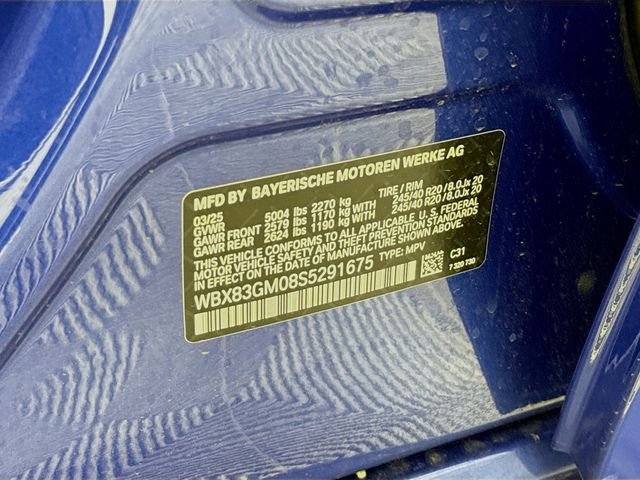 MFD BY BAYERISCHE MOTOREN WERKE AG
03/25 TIRE / RIM
GVWR 5004 lbs 2270 kg
GAWR FRONT 2579 lbs 1170 kg 245/40 R20 / 8.0Jx 20
GAWR REAR 2624 lbs 1190 kg 245/40 R20 / 8.0Jx 20
THIS VEHICLE CONFORMS TO ALL APPLICABLE U.S. FEDERAL
MOTOR VEHICLE SAFETY AND THEFT PREVENTION STANDARDS
IN EFFECT ON THE DATE OF MANUFACTURE SHOWN ABOVE.
WBX83GM08S5291675 TYPE: MPV
C31
7 320 730